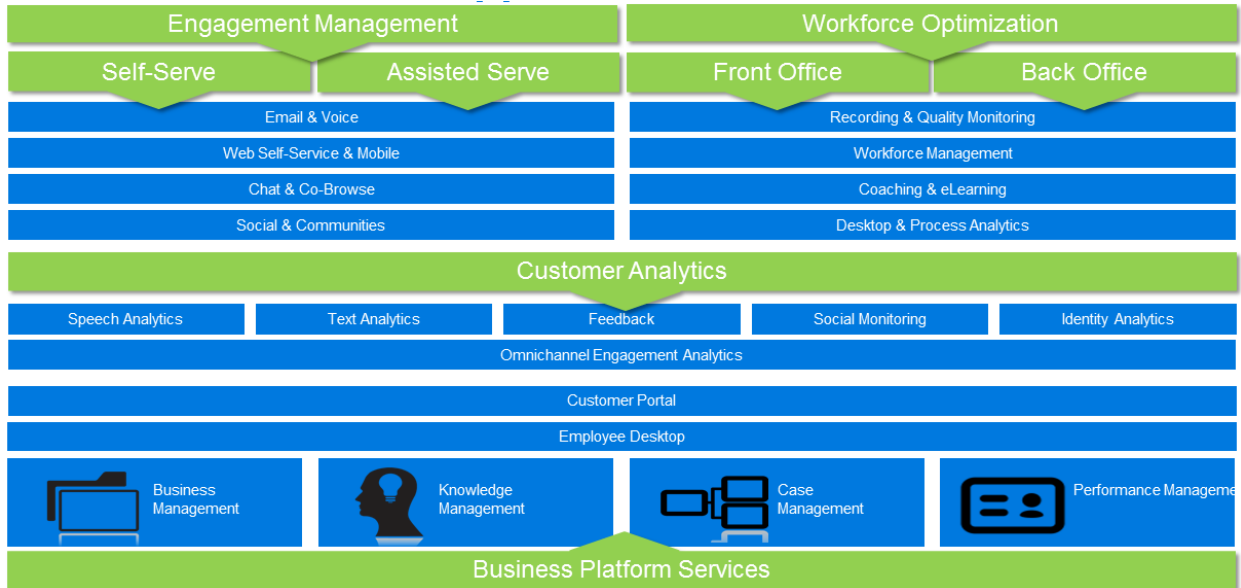 Engagement Management
Workforce Optimization
Self-Serve
Assisted Serve
Front Office
Back Office
Email & Voice
Recording & Quality Monitoring
Web Self-Service & Mobile
Workforce Management
Chat & Co-Browse
Coaching & eLearning
Social & Communities
Desktop & Process Analytics
Customer Analytics
Speech Analytics
Text Analytics
Feedback
Social Monitoring
Identity Analytics
Omnichannel Engagement Analytics
Customer Portal
Employee Desktop
Business
Management
Knowledge
Management
Case
Management
Performance Manageme
Business Platform Services